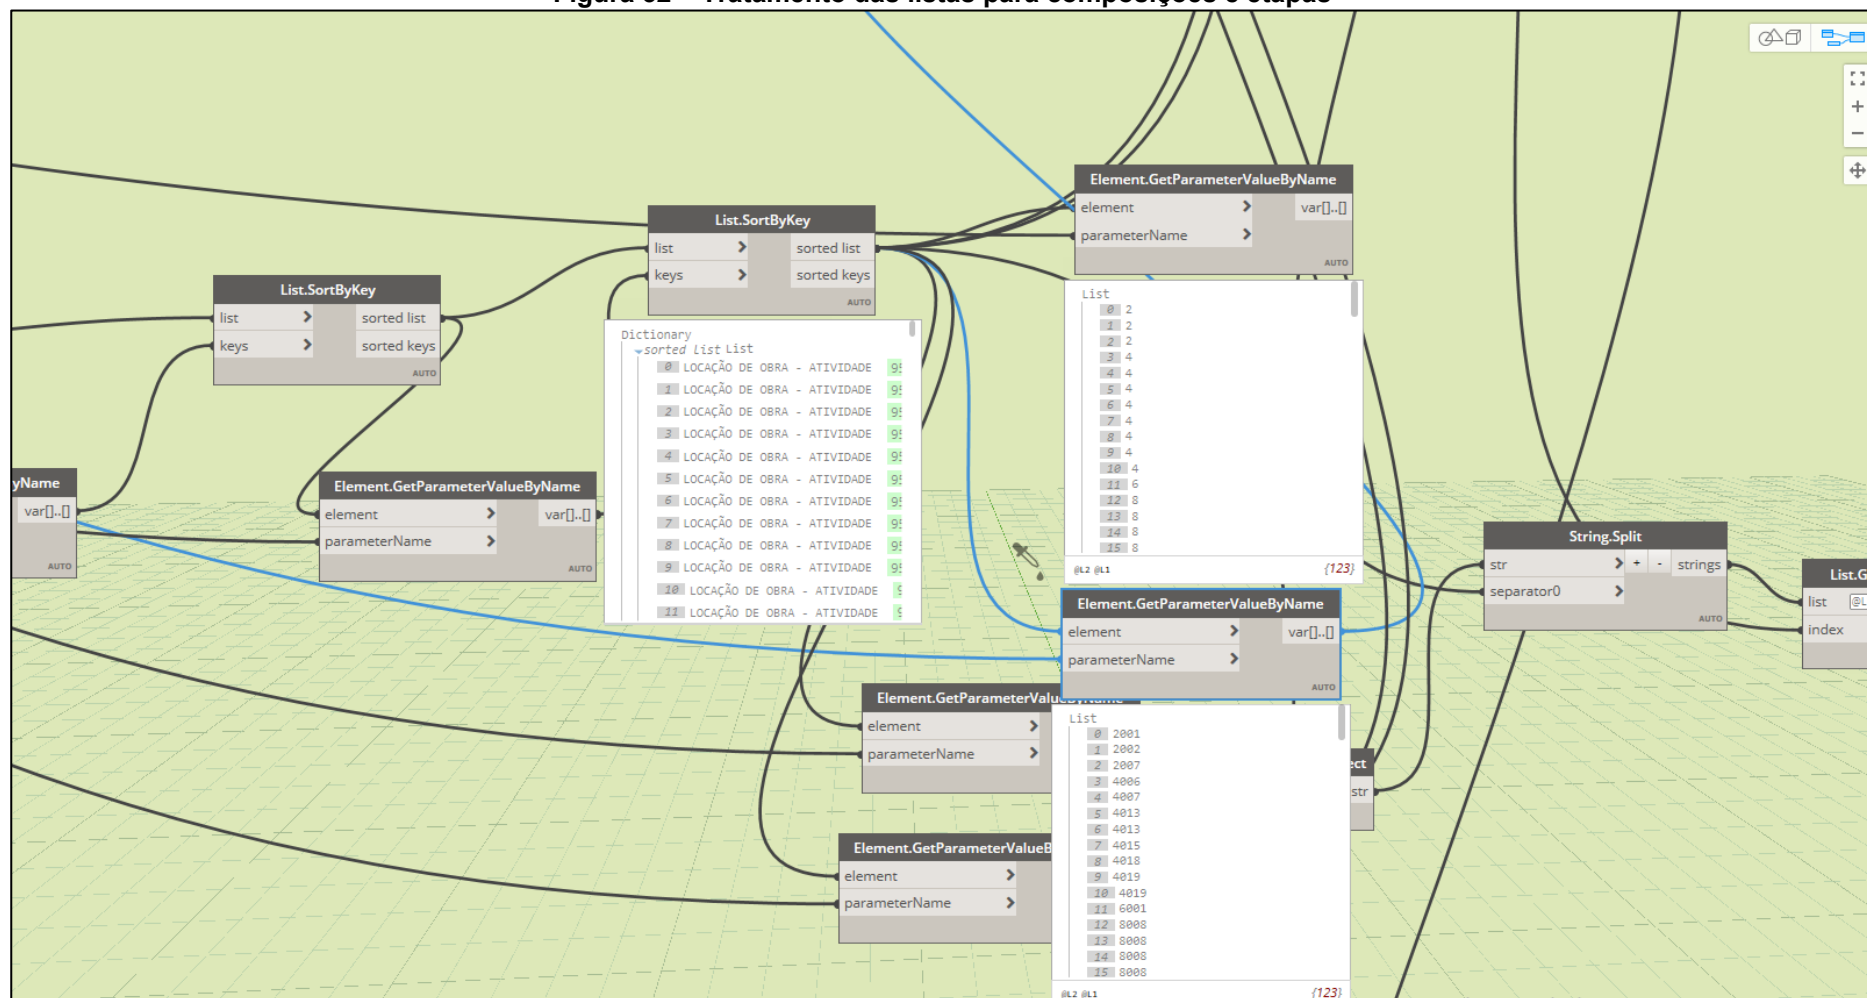 Element.GetParameterValueByName
element > var[]..[]
parameterName >
AUTO
List.SortByKey
list > sorted list
keys > sorted keys
AUTO
List.SortByKey
list > sorted list
keys > sorted keys
AUTO
List
0 2
1 2
2 2
3 4
4 4
5 4
6 4
7 4
8 4
9 4
10 4
11 6
12 8
13 8
14 8
15 8
@L2 @L1 {123}
Dictionary
sorted list List
0 LOCAÇÃO DE OBRA - ATIVIDADE
1 LOCAÇÃO DE OBRA - ATIVIDADE
2 LOCAÇÃO DE OBRA - ATIVIDADE
3 LOCAÇÃO DE OBRA - ATIVIDADE
4 LOCAÇÃO DE OBRA - ATIVIDADE
5 LOCAÇÃO DE OBRA - ATIVIDADE
6 LOCAÇÃO DE OBRA - ATIVIDADE
7 LOCAÇÃO DE OBRA - ATIVIDADE
8 LOCAÇÃO DE OBRA - ATIVIDADE
9 LOCAÇÃO DE OBRA - ATIVIDADE
10 LOCAÇÃO DE OBRA - ATIVIDADE
11 LOCAÇÃO DE OBRA - ATIVIDADE
yName
var[]..[]
AUTO
Element.GetParameterValueByName
element > var[]..[]
parameterName >
AUTO
String.Split
str > + - strings
separator0 >
AUTO
List.G
list @L
index
Element.GetParameterValueByName
element > var[]..[]
parameterName >
AUTO
Element.GetParameterValueByName
element >
parameterName >
List
0 2001
1 2002
2 2007
3 4006
4 4007
5 4013
6 4013
7 4015
8 4018
9 4019
10 4019
11 6001
12 8008
13 8008
14 8008
15 8008
@L2 @L1 {123}
ect
str
Element.GetParameterValueB
element >
parameterName >